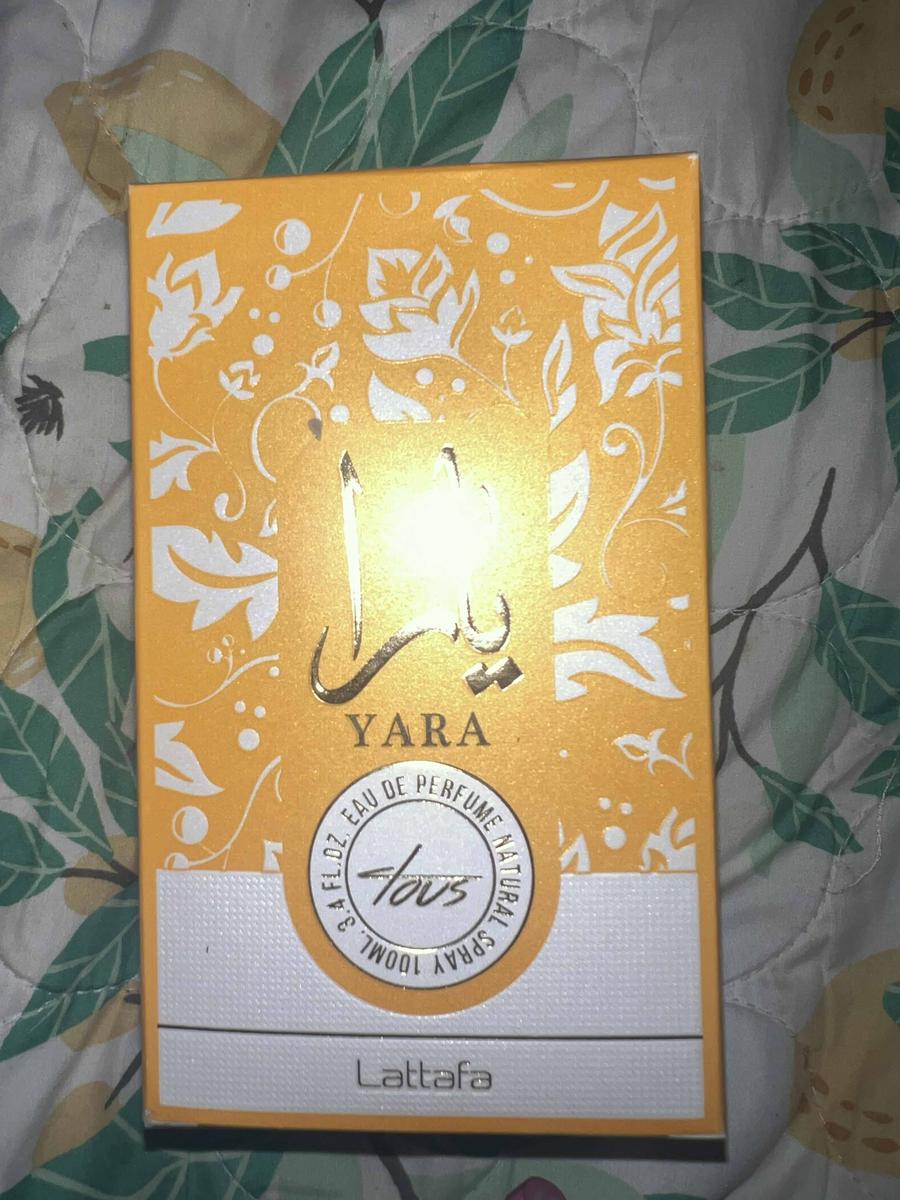 يارا
YARA
EAU DE PERFUME NATURAL SPRAY 100ML. 3.4 FL.OZ.
tous
Lattafa